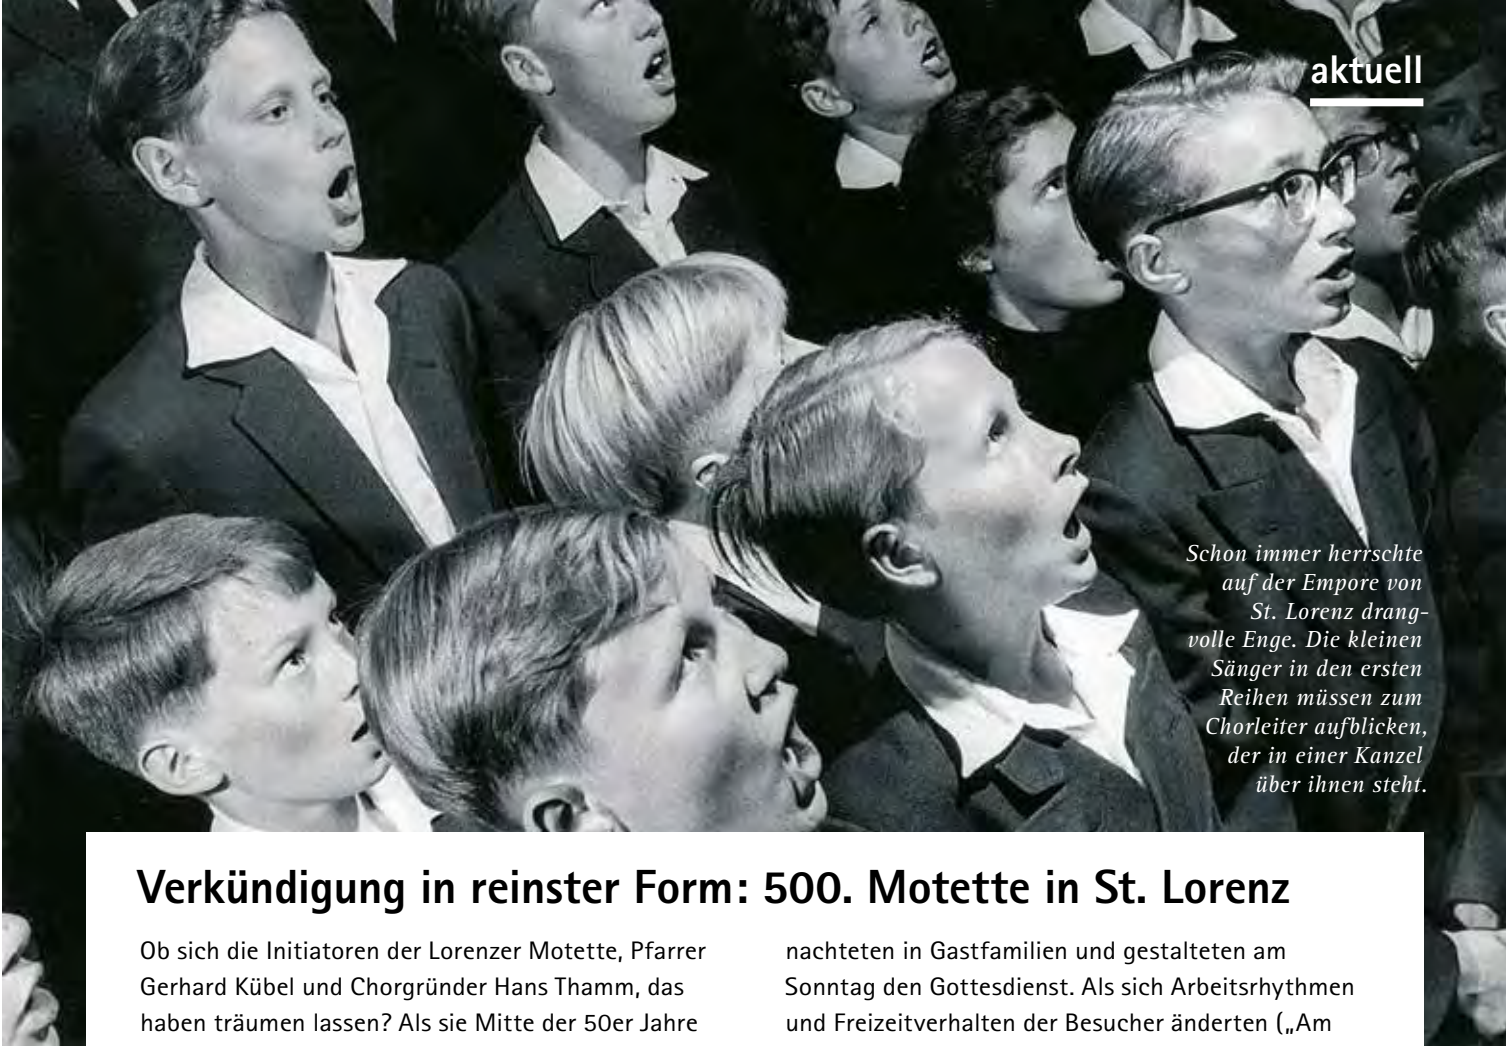 aktuell
Schon immer herrschte
auf der Empore von
St. Lorenz drang-
volle Enge. Die kleinen
Sänger in den ersten
Reihen müssen zum
Chorleiter aufblicken,
der in einer Kanzel
über ihnen steht.
Verkündigung in reinster Form: 500. Motette in St. Lorenz
Ob sich die Initiatoren der Lorenzer Motette, Pfarrer
Gerhard Kübel und Chorgründer Hans Thamm, das
haben träumen lassen? Als sie Mitte der 50er Jahre
nachteten in Gastfamilien und gestalteten am
Sonntag den Gottesdienst. Als sich Arbeitsrhythmen
und Freizeitverhalten der Besucher änderten („Am